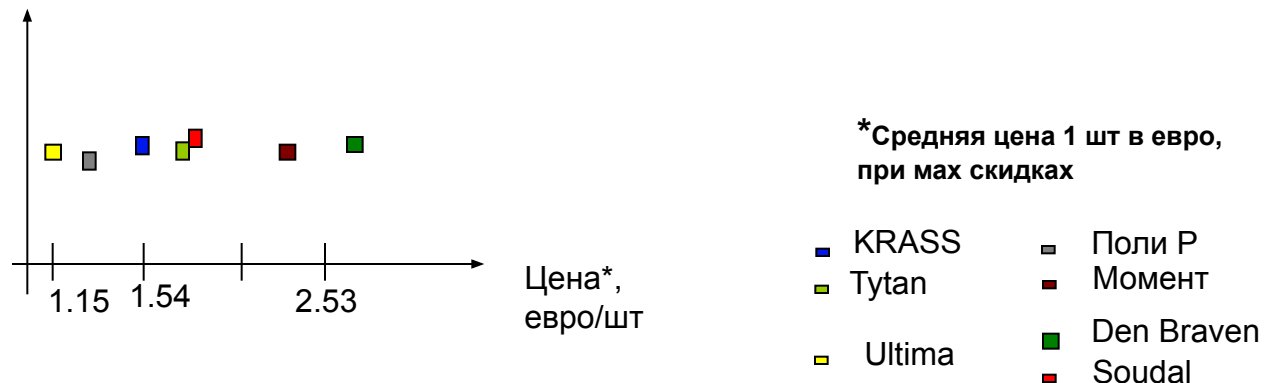 *Средняя цена 1 шт в евро,
при мах скидках
KRASS
Поли Р
Tytan
Момент
Ultima
Den Braven
Soudal
1.15
1.54
2.53
Цена*,
евро/шт